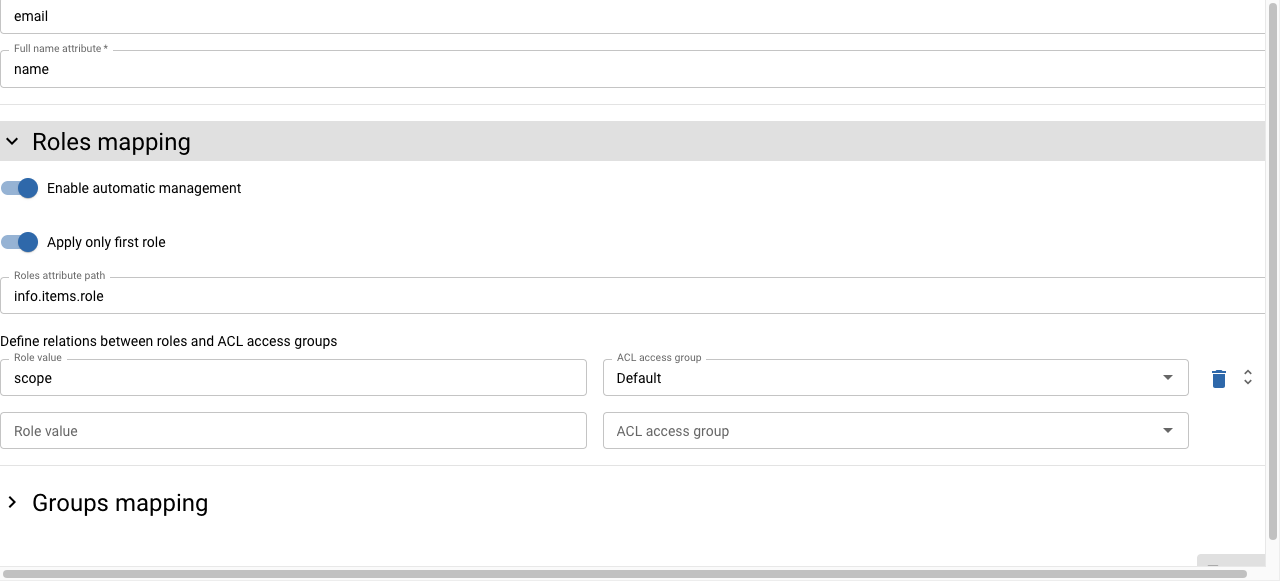 email
Full name attribute *
name
Roles mapping
Enable automatic management
Apply only first role
Roles attribute path
info.items.role
Define relations between roles and ACL access groups
Role value
ACL access group
scope
Default
Role value
ACL access group
Groups mapping